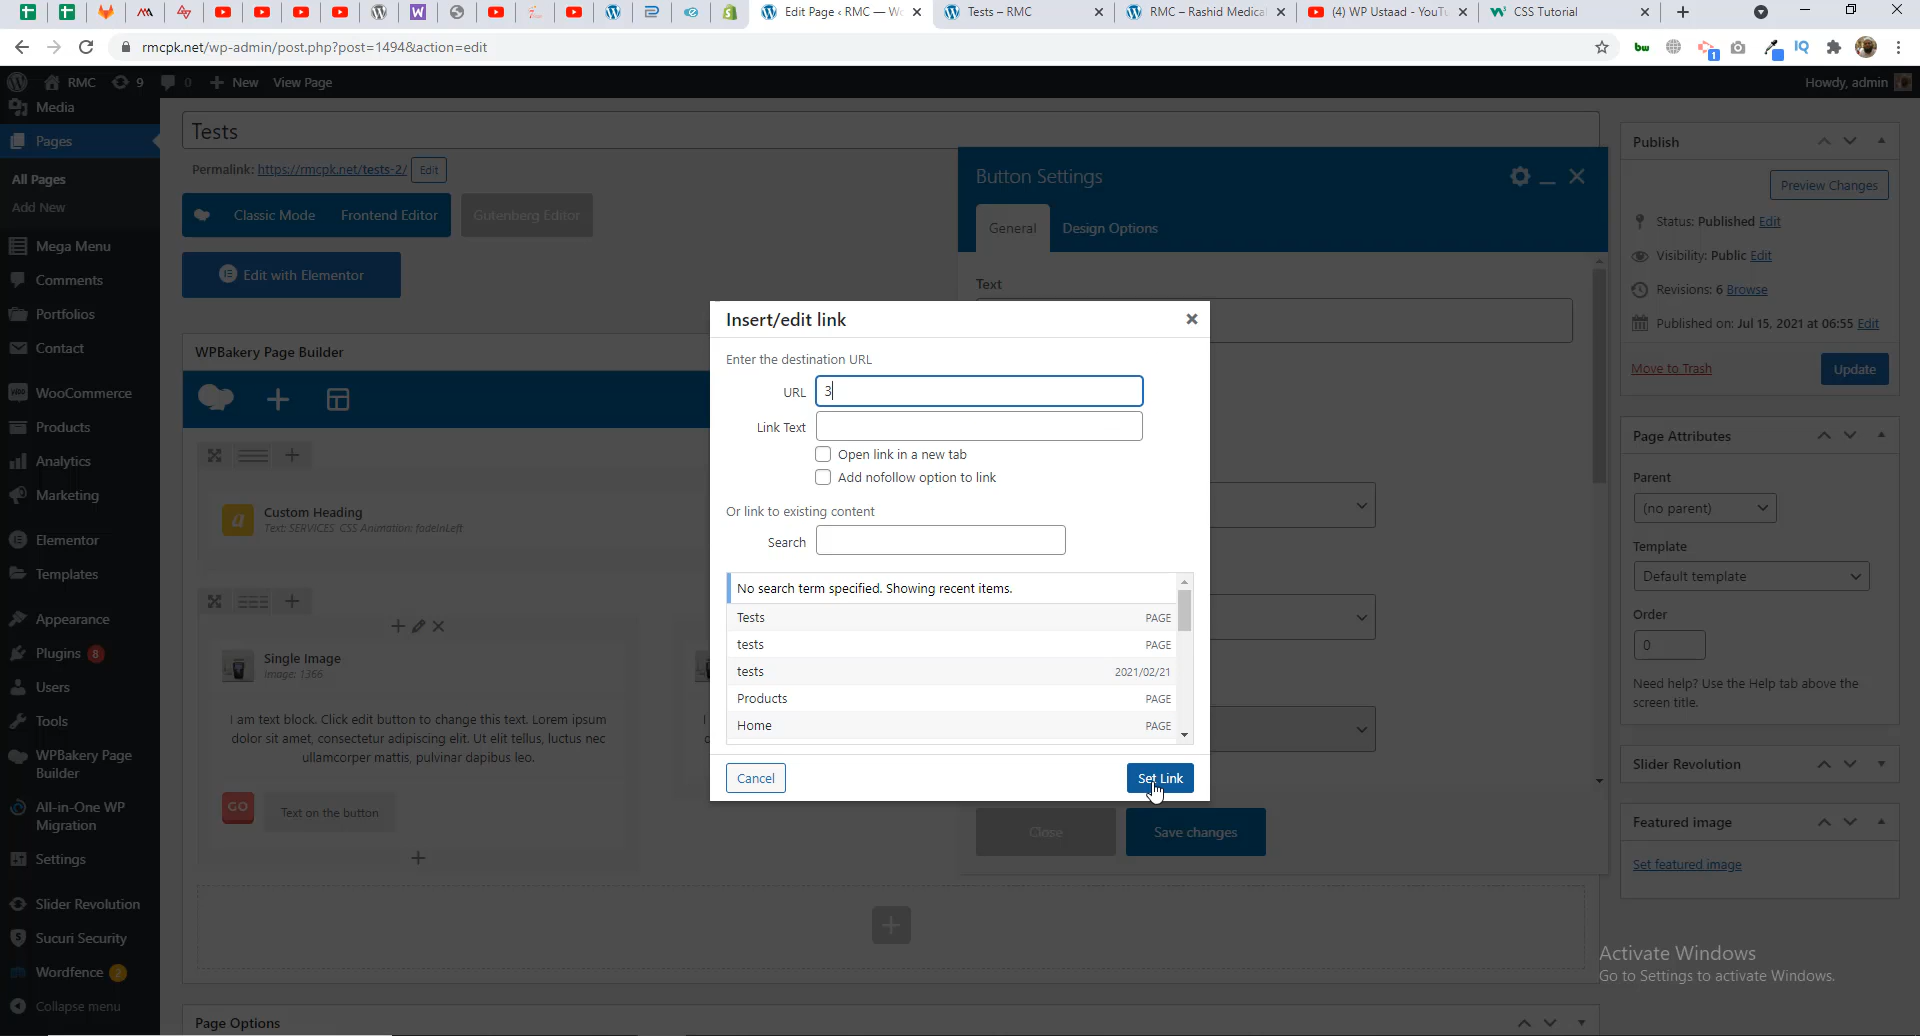 Edit Page ‹ RMC — Wo
Tests – RMC
RMC – Rashid Medical
(4) WP Ustaad - YouTu
CSS Tutorial
rmcpk.net/wp-admin/post.php?post=1494&action=edit
bw
1
IQ
RMC
9
0
New
View Page
Howdy, admin
Media
Pages
All Pages
Add New
Mega Menu
Comments
Portfolios
Contact
WooCommerce
Products
Analytics
Marketing
Elementor
Templates
Appearance
Plugins 8
Users
Tools
WPBakery Page
Builder
All-in-One WP
Migration
Settings
Slider Revolution
Sucuri Security
Wordfence 2
Collapse menu
Tests
Permalink: https://rmcpk.net/tests-2/ Edit
Classic Mode
Frontend Editor
Gutenberg Editor
Edit with Elementor
WPBakery Page Builder
Custom Heading
Text: SERVICES CSS Animation: fadeInLeft
Single Image
Image: 1366
I am text block. Click edit button to change this text. Lorem ipsum
dolor sit amet, consectetur adipiscing elit. Ut elit tellus, luctus nec
ullamcorper mattis, pulvinar dapibus leo.
GO
Text on the button
Page Options
Button Settings
General
Design Options
Text
Close
Save changes
Insert/edit link
Enter the destination URL
URL
3
Link Text
Open link in a new tab
Add nofollow option to link
Or link to existing content
Search
No search term specified. Showing recent items.
Tests PAGE
tests PAGE
tests 2021/02/21
Products PAGE
Home PAGE
Cancel
Set Link
Publish
Preview Changes
Status: Published Edit
Visibility: Public Edit
Revisions: 6 Browse
Published on: Jul 15, 2021 at 06:55 Edit
Move to Trash
Update
Page Attributes
Parent
(no parent)
Template
Default template
Order
0
Need help? Use the Help tab above the
screen title.
Slider Revolution
Featured image
Set featured image
Activate Windows
Go to Settings to activate Windows.